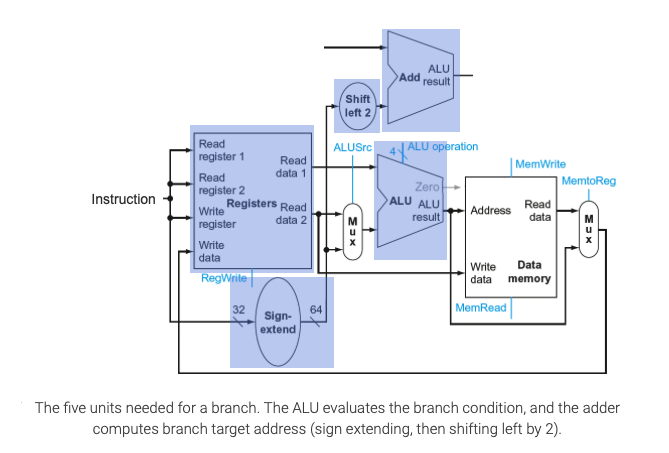 Add
ALU
result
Shift
left 2
ALUSrc
4
ALU operation
MemWrite
MemtoReg
Instruction
Read
register 1
Read
register 2
Write
register
Write
data
Registers
Read
data 1
Read
data 2
M
u
x
Zero
ALU
ALU
result
Address
Read
data
Write
data
Data
memory
M
u
x
RegWrite
MemRead
32
Sign-
extend
64
The five units needed for a branch. The ALU evaluates the branch condition, and the adder
computes branch target address (sign extending, then shifting left by 2).